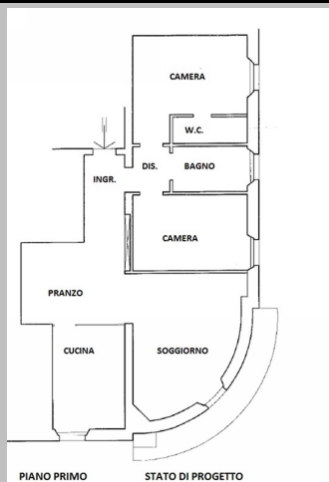 CAMERA
W.C.
DIS.
BAGNO
INGR.
CAMERA
PRANZO
CUCINA
SOGGIORNO
PIANO PRIMO
STATO DI PROGETTO